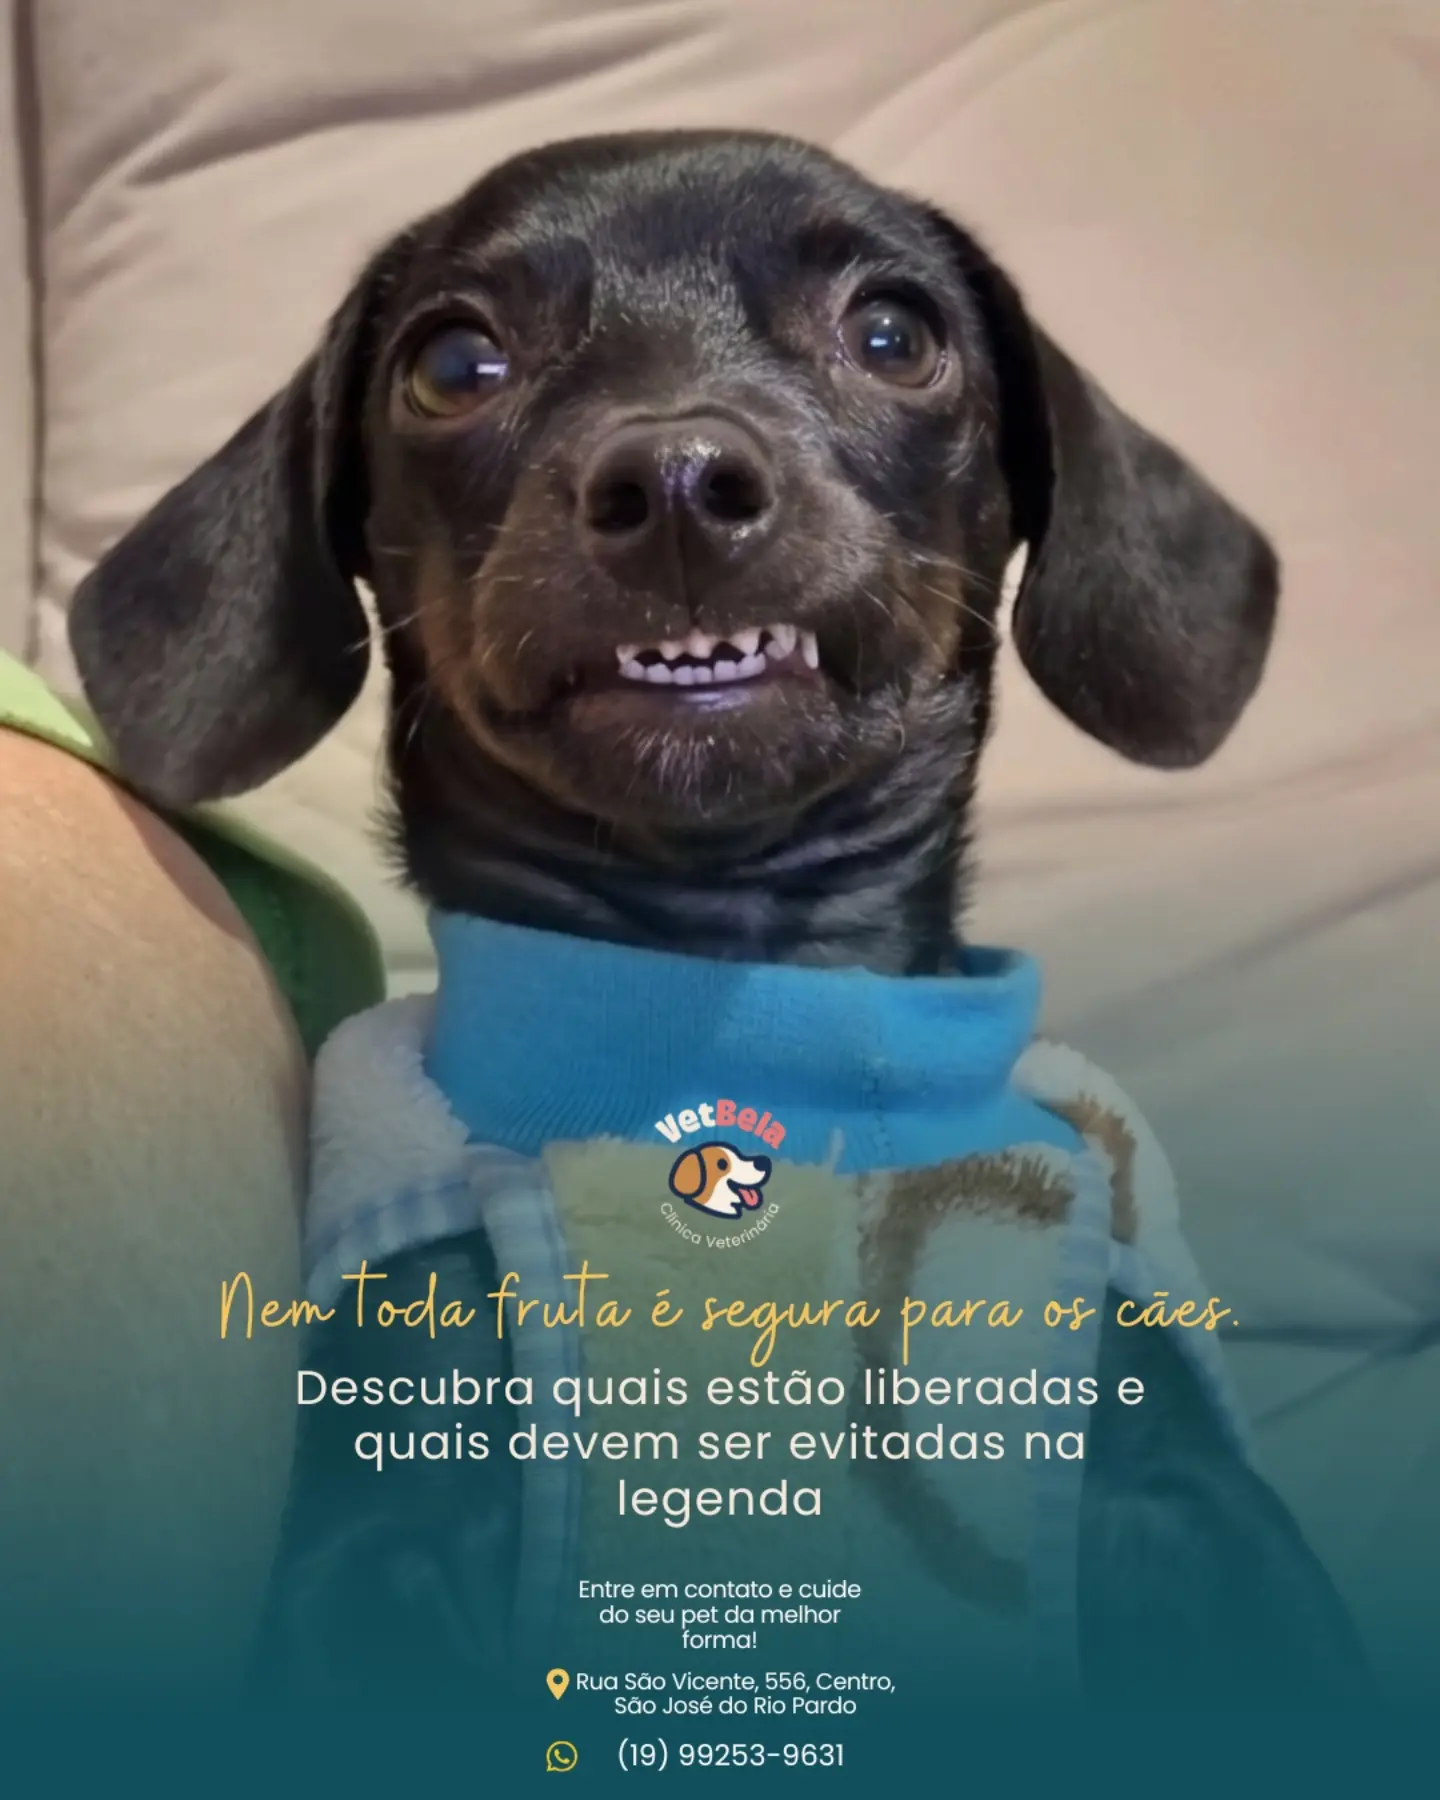 VetBela
Clínica Veterinária
Nem toda fruta é segura para os cães.
Descubra quais estão liberadas e
quais devem ser evitadas na
legenda
Entre em contato e cuide
do seu pet da melhor
forma!
Rua São Vicente, 556, Centro,
São José do Rio Pardo
(19) 99253-9631